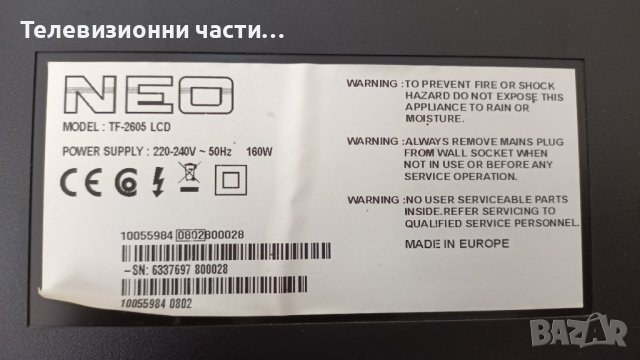 Телевизионни части…
NEO
MODEL : TF-2605 LCD
POWER SUPPLY : 220-240V ~ 50Hz 160W
10055984 0802800028
-SN: 6337697 800028
10055984 0802
WARNING :TO PREVENT FIRE OR SHOCK
HAZARD DO NOT EXPOSE THIS
APPLIANCE TO RAIN OR
MOISTURE.
WARNING :ALWAYS REMOVE MAINS PLUG
FROM WALL SOCKET WHEN
NOT IN USE OR BEFORE ANY
SERVICE OPERATION.
WARNING :NO USER SERVICEABLE PARTS
INSIDE.REFER SERVICING TO
QUALIFIED SERVICE PERSONNEL.
MADE IN EUROPE
BAZAR